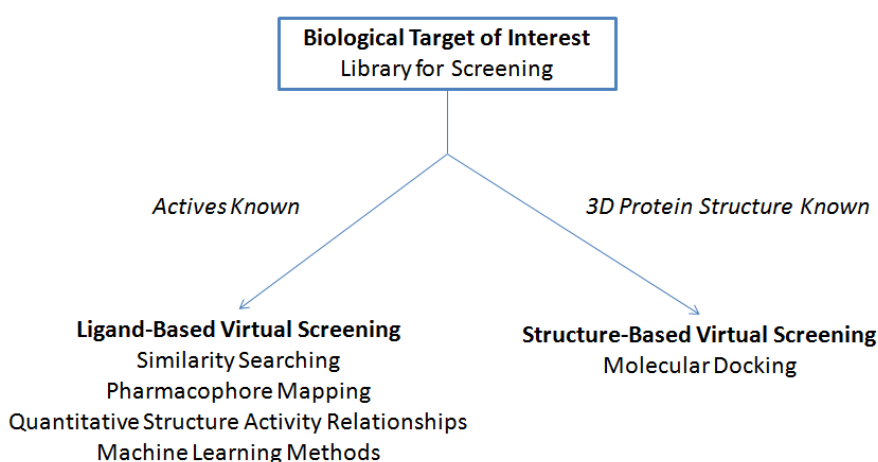 Biological Target of Interest
Library for Screening
Actives Known
3D Protein Structure Known
Ligand-Based Virtual Screening
Similarity Searching
Pharmacophore Mapping
Quantitative Structure Activity Relationships
Machine Learning Methods
Structure-Based Virtual Screening
Molecular Docking